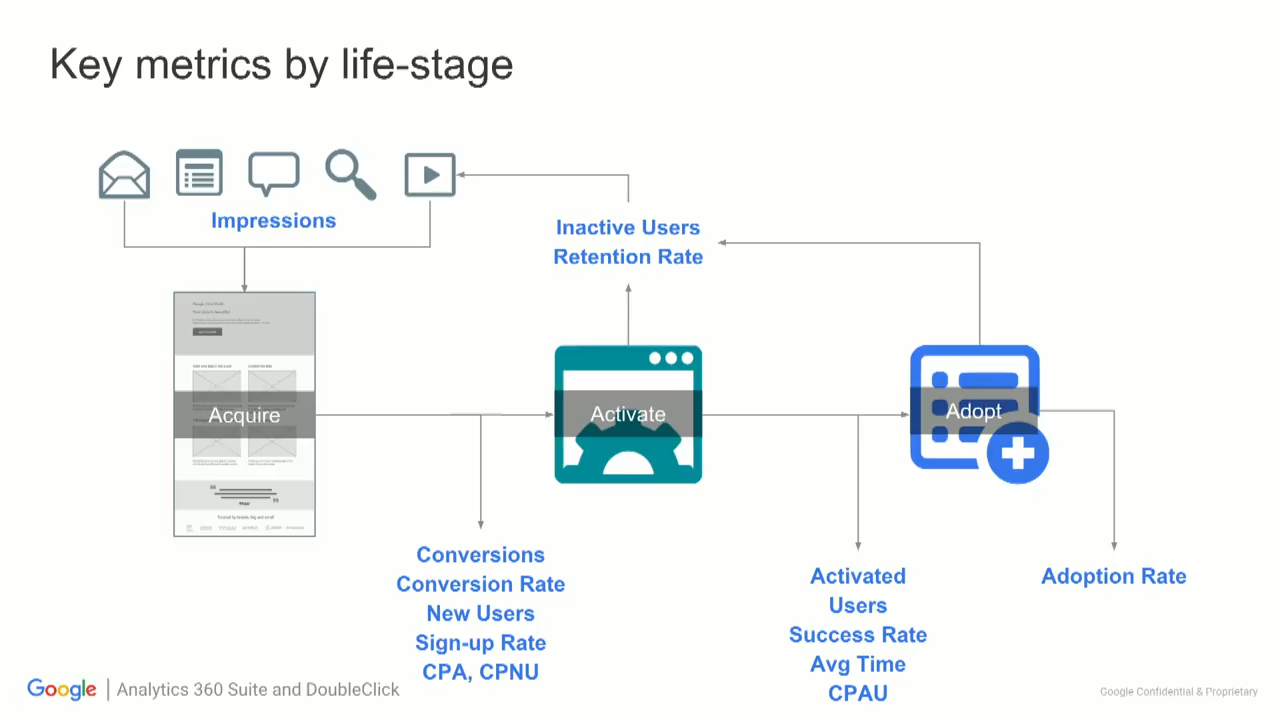 Key metrics by life-stage
Impressions
Inactive Users
Retention Rate
Acquire
Activate
Adopt
Conversions
Conversion Rate
New Users
Sign-up Rate
CPA, CPNU
Activated
Users
Success Rate
Avg Time
CPAU
Adoption Rate
Google | Analytics 360 Suite and DoubleClick
Google Confidential & Proprietary